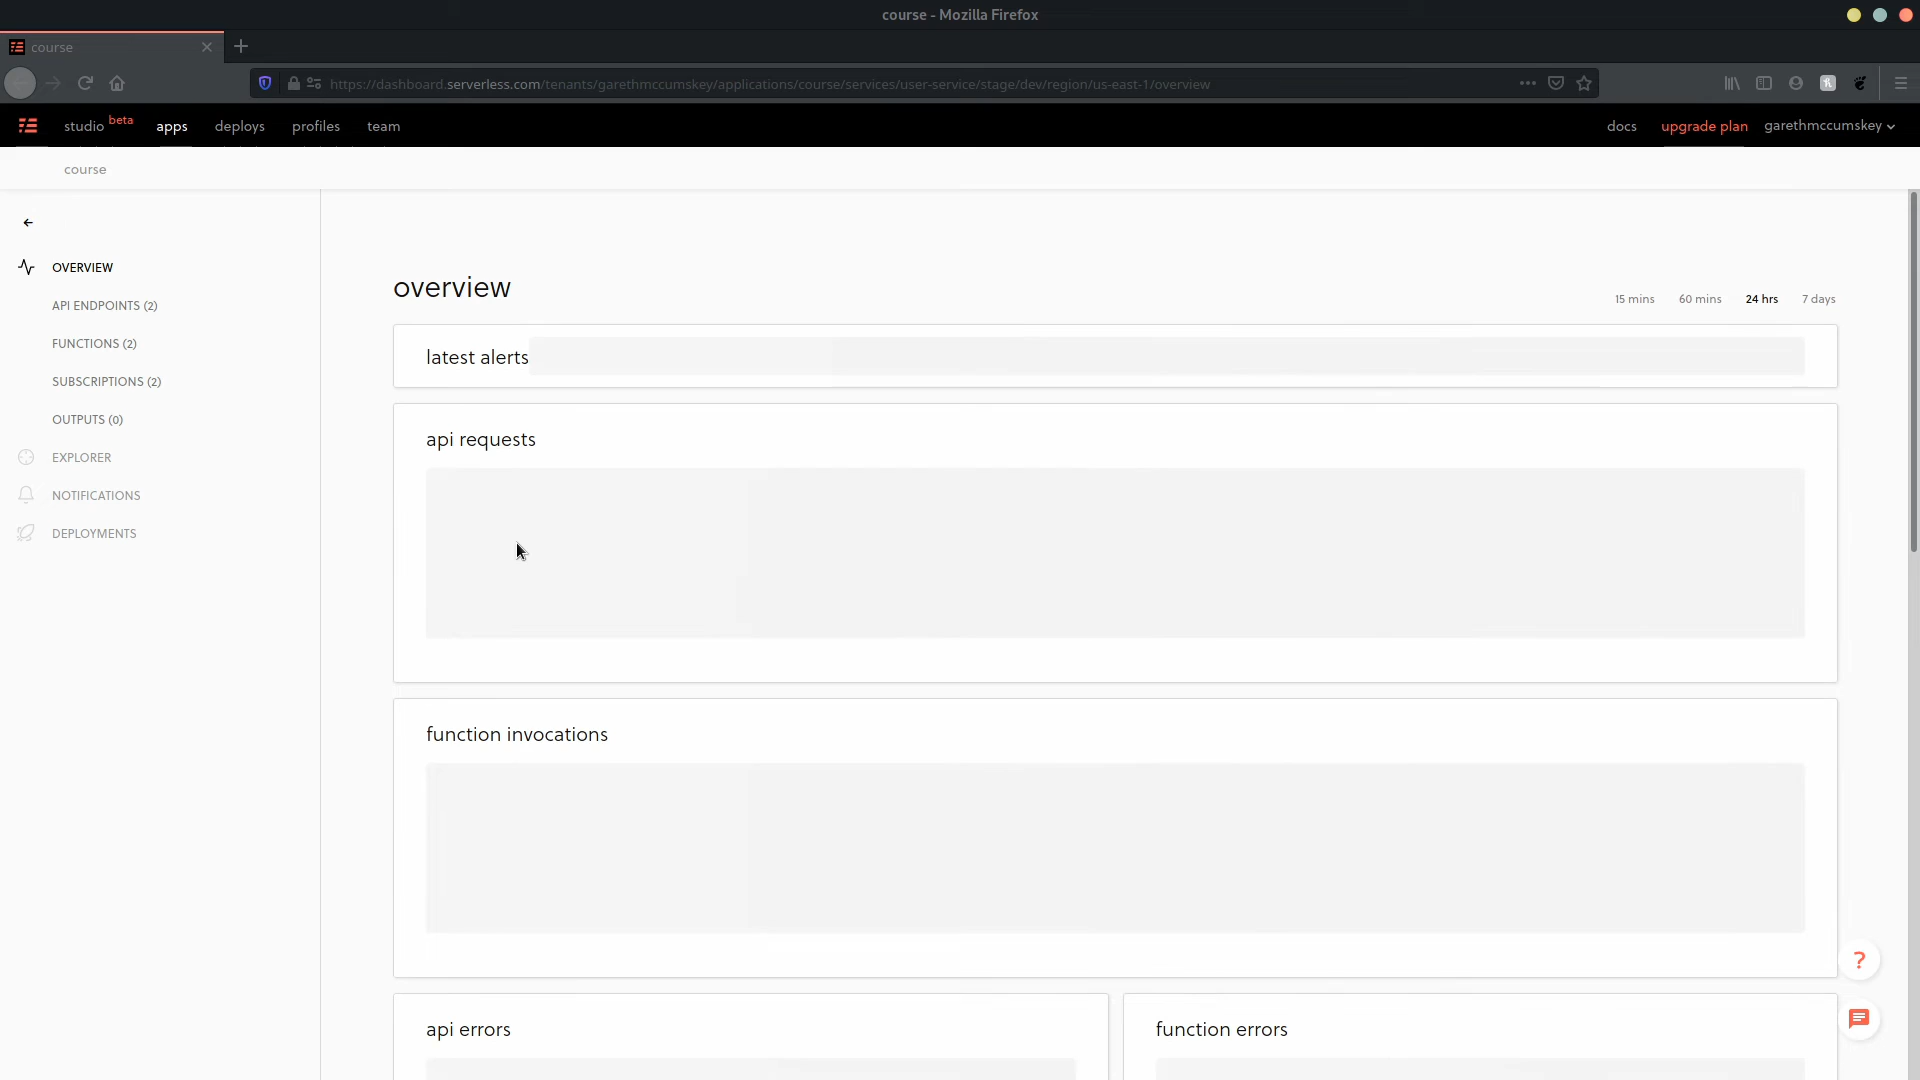 course - Mozilla Firefox
course
https://dashboard.serverless.com/tenants/garethmccumskey/applications/course/services/user-service/stage/dev/region/us-east-1/overview
studio beta apps deploys profiles team docs upgrade plan garethmccumskey
course
OVERVIEW
API ENDPOINTS (2)
FUNCTIONS (2)
SUBSCRIPTIONS (2)
OUTPUTS (0)
EXPLORER
NOTIFICATIONS
DEPLOYMENTS
overview
15 mins 60 mins 24 hrs 7 days
latest alerts
api requests
function invocations
?
api errors function errors